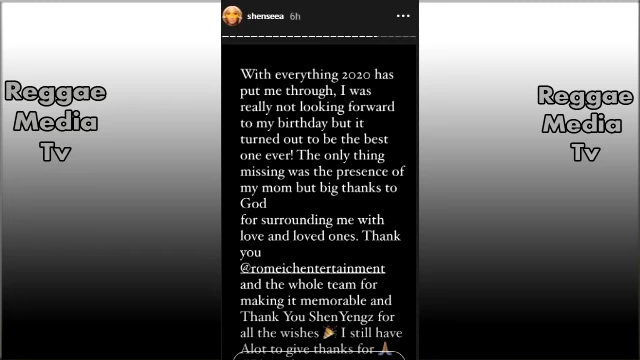 shenseea 6h
Reggae
Media
Tv
With everything 2020 has
put me through, I was
really not looking forward
to my birthday but it
turned out to be the best
one ever! The only thing
missing was the presence of
my mom but big thanks to
God
for surrounding me with
love and loved ones. Thank
you
@romeichentertainment
and the whole team for
making it memorable and
Thank You ShenYengz for
all the wishes 🎉 I still have
Alot to give thanks for 🙏🏽
Reggae
Media
Tv